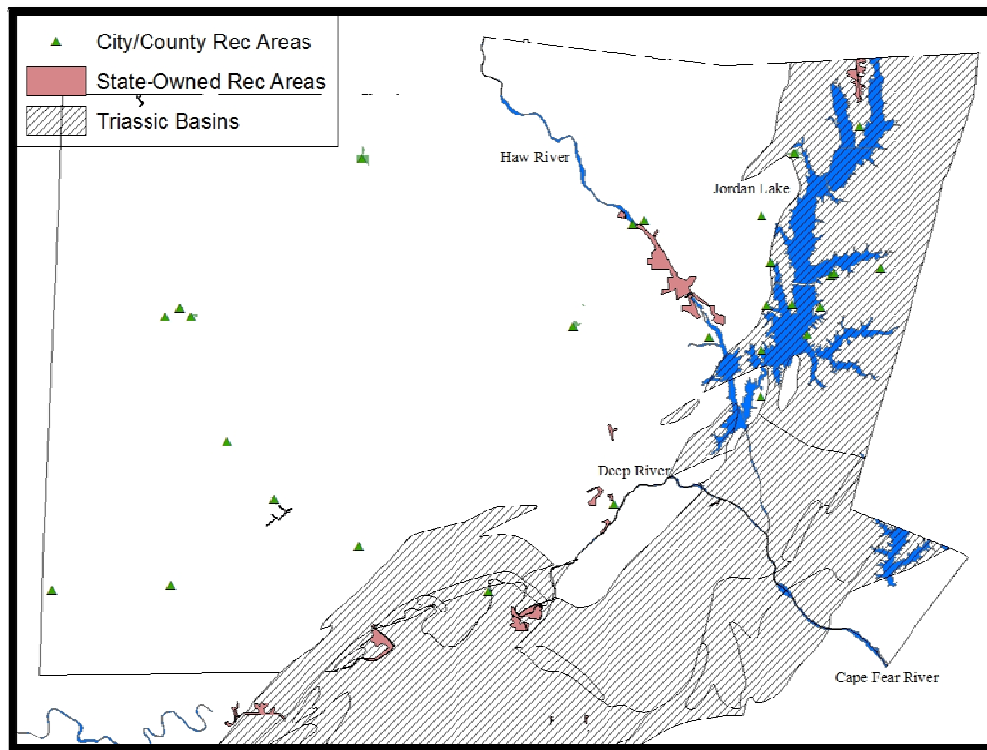 City/County Rec Areas
State-Owned Rec Areas
Triassic Basins
Haw River
Jordan Lake
Deep River
Cape Fear River